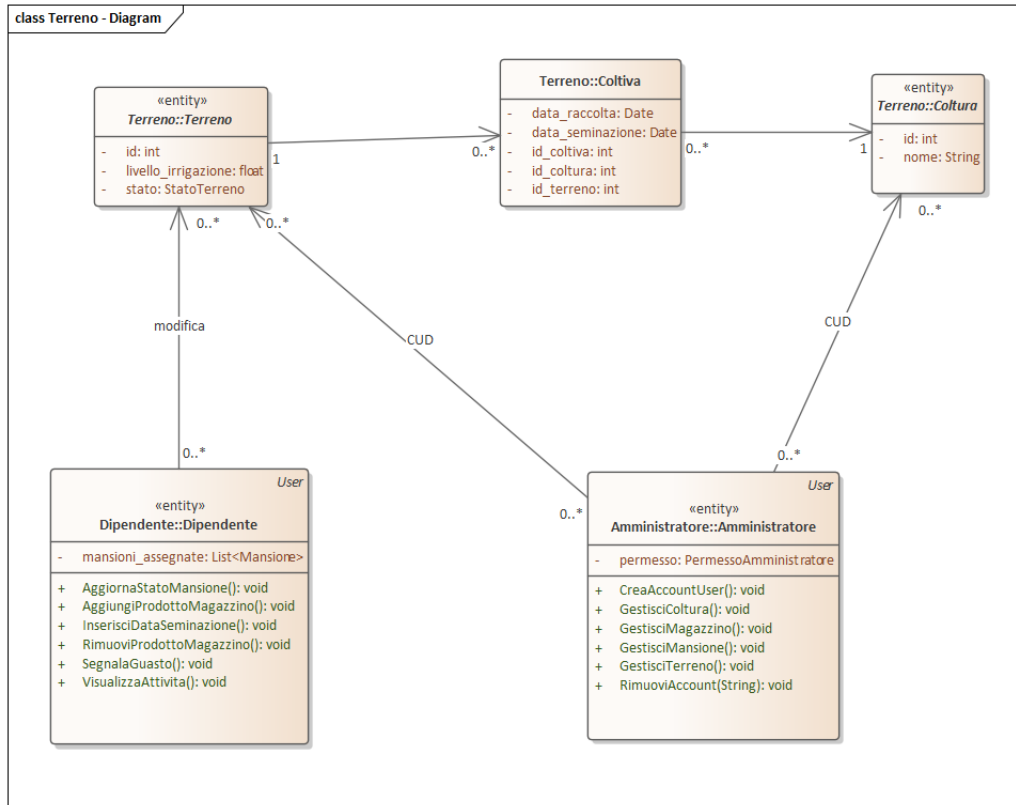 class Terreno - Diagram
«entity»
Terreno::Terreno
- id: int
- livello_irrigazione: float
- stato: StatoTerreno
1
0..*
Terreno::Coltiva
- data_raccolta: Date
- data_seminazione: Date
- id_coltiva: int
- id_coltura: int
- id_terreno: int
0..*
1
«entity»
Terreno::Coltura
- id: int
- nome: String
0..*
0..*
0..*
modifica
CUD
CUD
0..*
0..*
0..*
User
«entity»
Dipendente::Dipendente
- mansioni_assegnate: List<Mansione>
+ AggiornaStatoMansione(): void
+ AggiungiProdottoMagazzino(): void
+ InserisciDataSeminazione(): void
+ RimuoviProdottoMagazzino(): void
+ SegnalaGuasto(): void
+ VisualizzaAttivita(): void
User
«entity»
Amministratore::Amministratore
- permesso: PermessoAmministratore
+ CreaAccountUser(): void
+ GestisciColtura(): void
+ GestisciMagazzino(): void
+ GestisciMansione(): void
+ GestisciTerreno(): void
+ RimuoviAccount(String): void